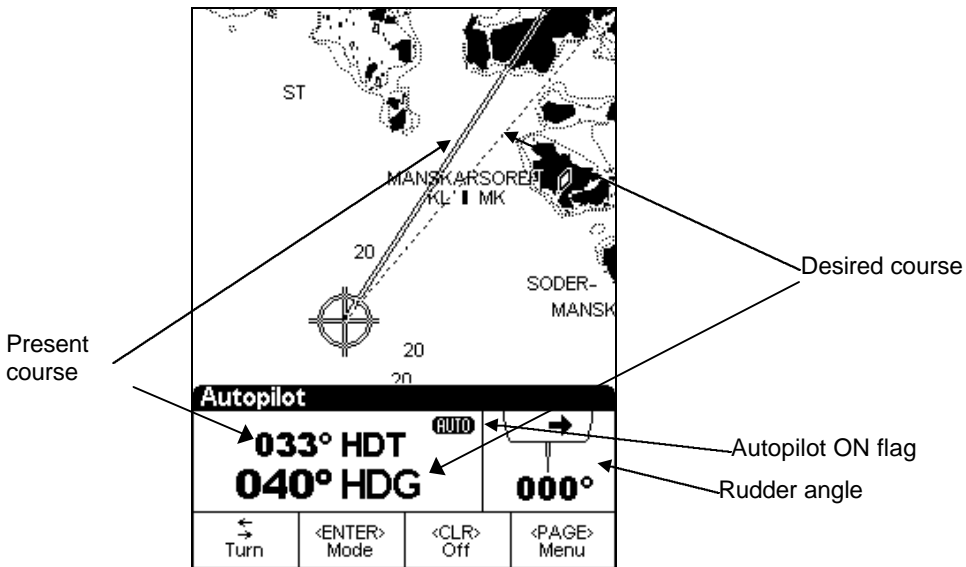 ST
MANSKARSOREN
KL MK
20
SODER-
MANSK
20
20
Present
course
Desired course
Autopilot
AUTO
033° HDT
040° HDG
000°
Autopilot ON flag
Rudder angle
Turn
<ENTER>
Mode
<CLR>
Off
<PAGE>
Menu